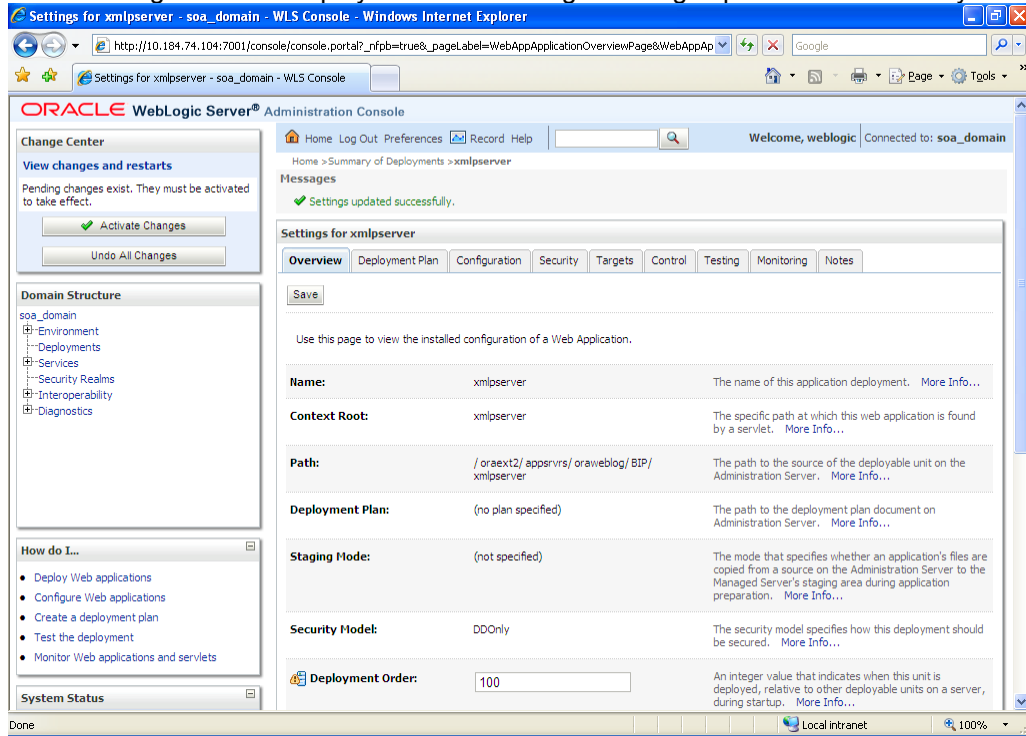 Settings for xmlpserver - soa_domain - WLS Console - Windows Internet Explorer
http://10.184.74.104:7001/console/console.portal?_nfpb=true&_pageLabel=WebAppApplicationOverviewPage&WebAppAp
Google
Settings for xmlpserver - soa_domain - WLS Console
Page
Tools
»
ORACLE WebLogic Server® Administration Console
Change Center
View changes and restarts
Pending changes exist. They must be activated
to take effect.
Activate Changes
Undo All Changes
Domain Structure
soa_domain
Environment
Deployments
Services
Security Realms
Interoperability
Diagnostics
How do I...
Deploy Web applications
Configure Web applications
Create a deployment plan
Test the deployment
Monitor Web applications and servlets
System Status
Home Log Out Preferences Record Help
Welcome, weblogic
Connected to: soa_domain
Home >Summary of Deployments >xmlpserver
Messages
Settings updated successfully.
Settings for xmlpserver
Overview Deployment Plan Configuration Security Targets Control Testing Monitoring Notes
Save
Use this page to view the installed configuration of a Web Application.
Name: xmlpserver The name of this application deployment. More Info...
Context Root: xmlpserver The specific path at which this web application is found
by a servlet. More Info...
Path: / oraext2/ appsrvrs/ oraweblog/ BIP/ The path to the source of the deployable unit on the
xmlpserver Administration Server. More Info...
Deployment Plan: (no plan specified) The path to the deployment plan document on
Administration Server. More Info...
Staging Mode: (not specified) The mode that specifies whether an application's files are
copied from a source on the Administration Server to the
Managed Server's staging area during application
preparation. More Info...
Security Model: DDOnly The security model specifies how this deployment should
be secured. More Info...
Deployment Order: 100 An integer value that indicates when this unit is
deployed, relative to other deployable units on a server,
during startup. More Info...
Done
Local intranet
100%